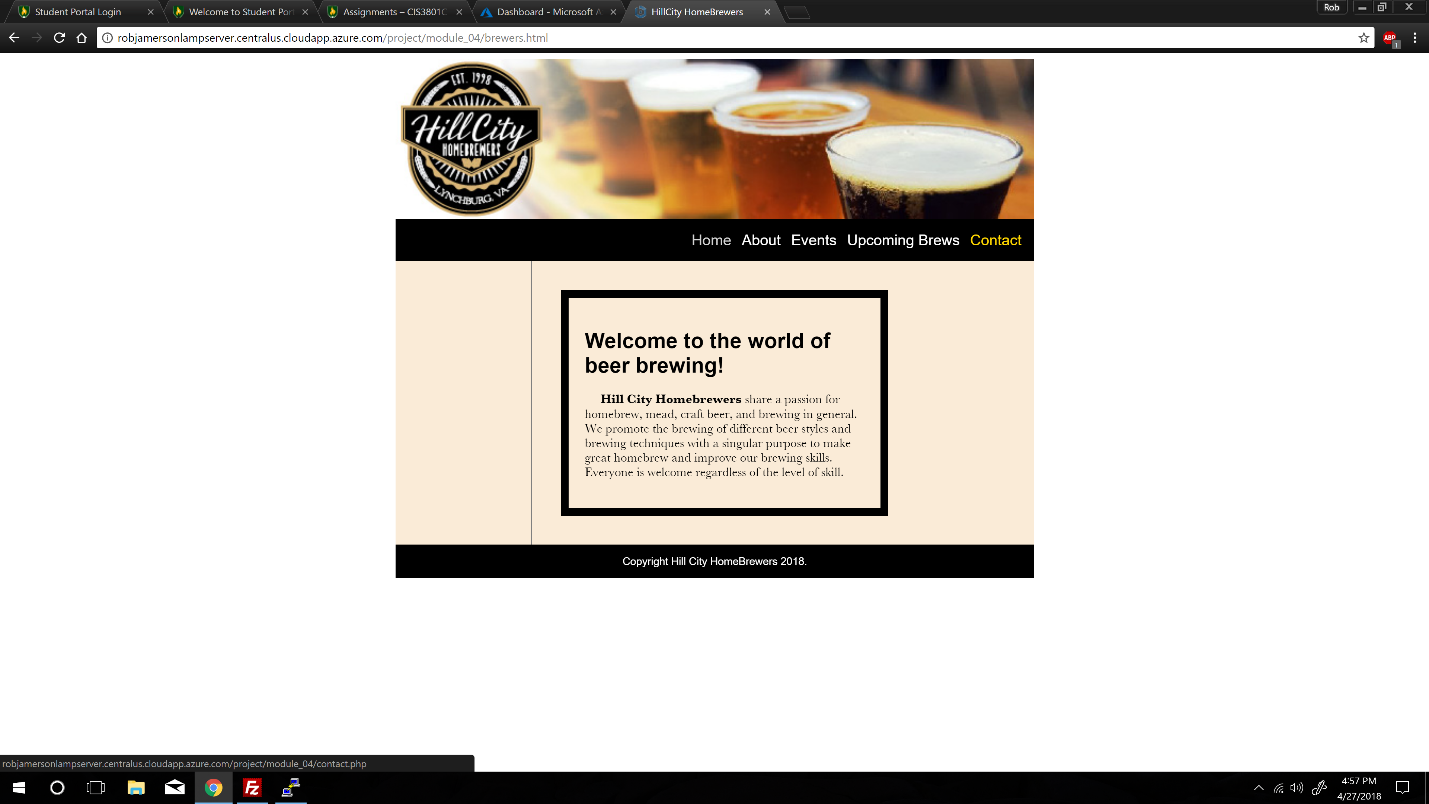 Student Portal Login
Welcome to Student Port
Assignments – CIS3801C
Dashboard - Microsoft A
HillCity HomeBrewers
Rob
robjamersonlampserver.centralus.cloudapp.azure.com/project/module_04/brewers.html
ABP
1
EST. 1998
HillCity
HOMEBREWERS
LYNCHBURG, VA
Home About Events Upcoming Brews Contact
Welcome to the world of
beer brewing!
Hill City Homebrewers share a passion for
homebrew, mead, craft beer, and brewing in general.
We promote the brewing of different beer styles and
brewing techniques with a singular purpose to make
great homebrew and improve our brewing skills.
Everyone is welcome regardless of the level of skill.
Copyright Hill City HomeBrewers 2018.
robjamersonlampserver.centralus.cloudapp.azure.com/project/module_04/contact.php
Fz
4:57 PM
4/27/2018